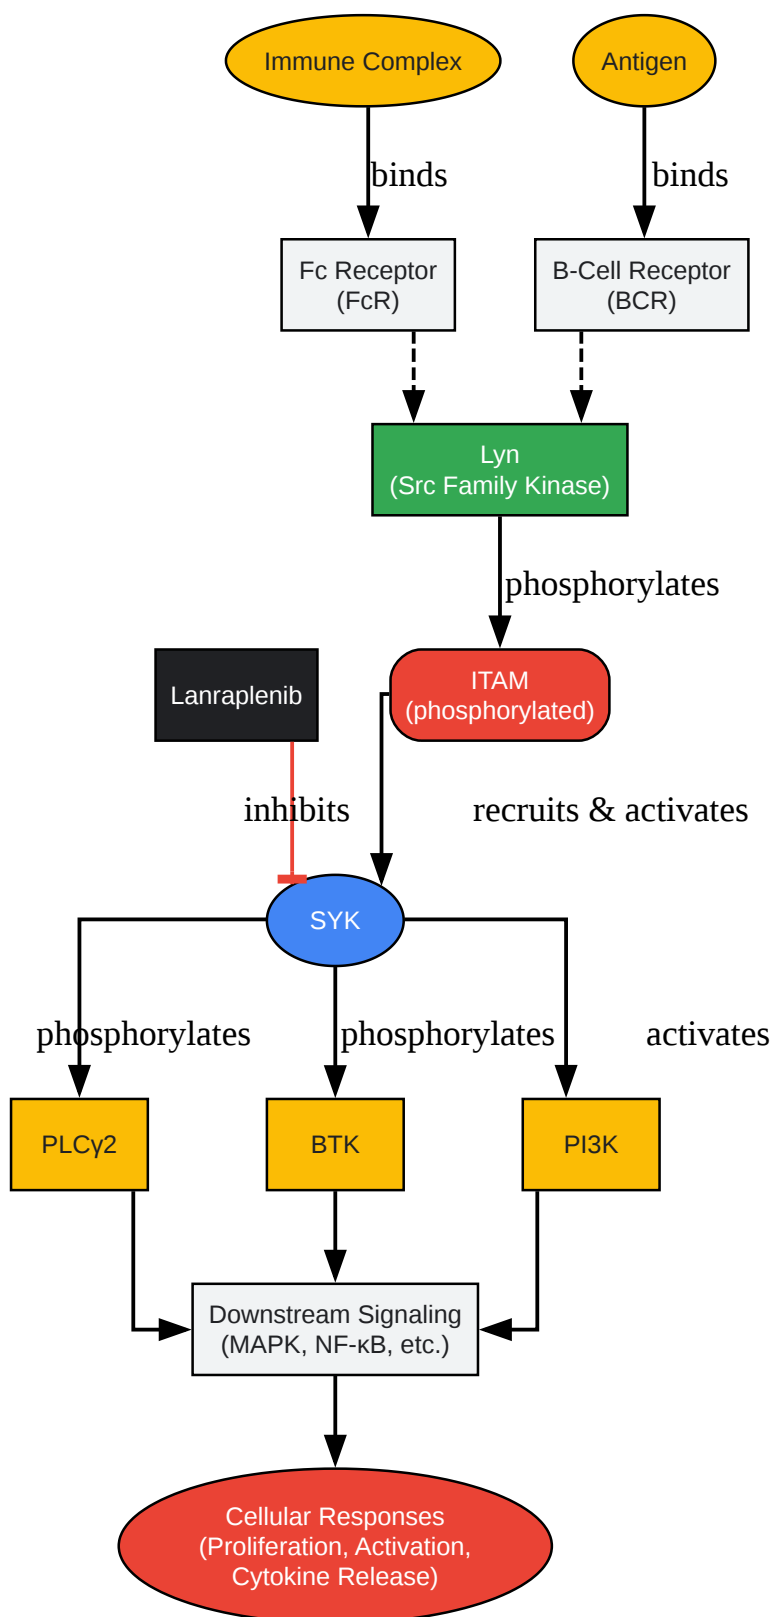 Immune Complex
Antigen
binds
binds
Fc Receptor
(FcR)
B-Cell Receptor
(BCR)
Lyn
(Src Family Kinase)
phosphorylates
Lanraplenib
ITAM
(phosphorylated)
inhibits
recruits & activates
SYK
phosphorylates
phosphorylates
activates
PLCγ2
BTK
PI3K
Downstream Signaling
(MAPK, NF-κB, etc.)
Cellular Responses
(Proliferation, Activation,
Cytokine Release)